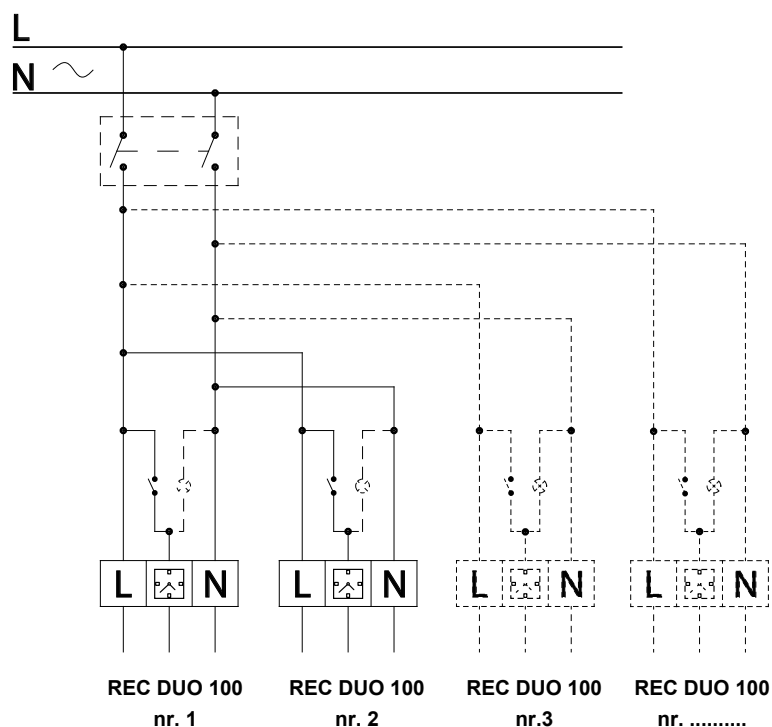 L
N
L N L N L N L N
REC DUO 100 REC DUO 100 REC DUO 100 REC DUO 100
nr. 1 nr. 2 nr.3 nr. ..........